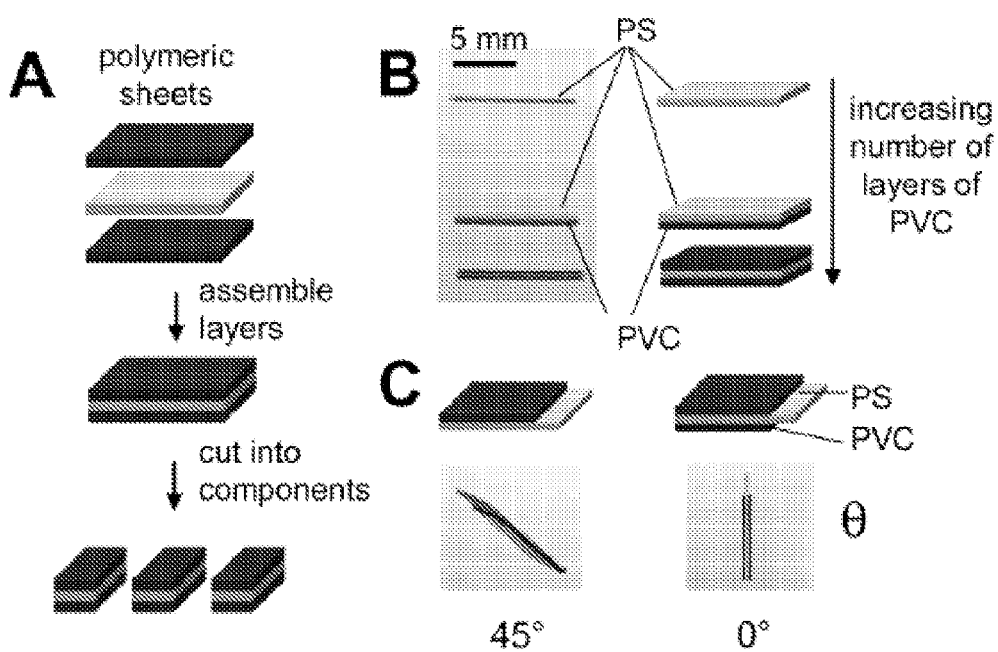 A
polymeric
sheets
assemble
layers
cut into
components
B
5 mm
PS
increasing
number of
layers of
PVC
PVC
C
PS
PVC
θ
45°
0°